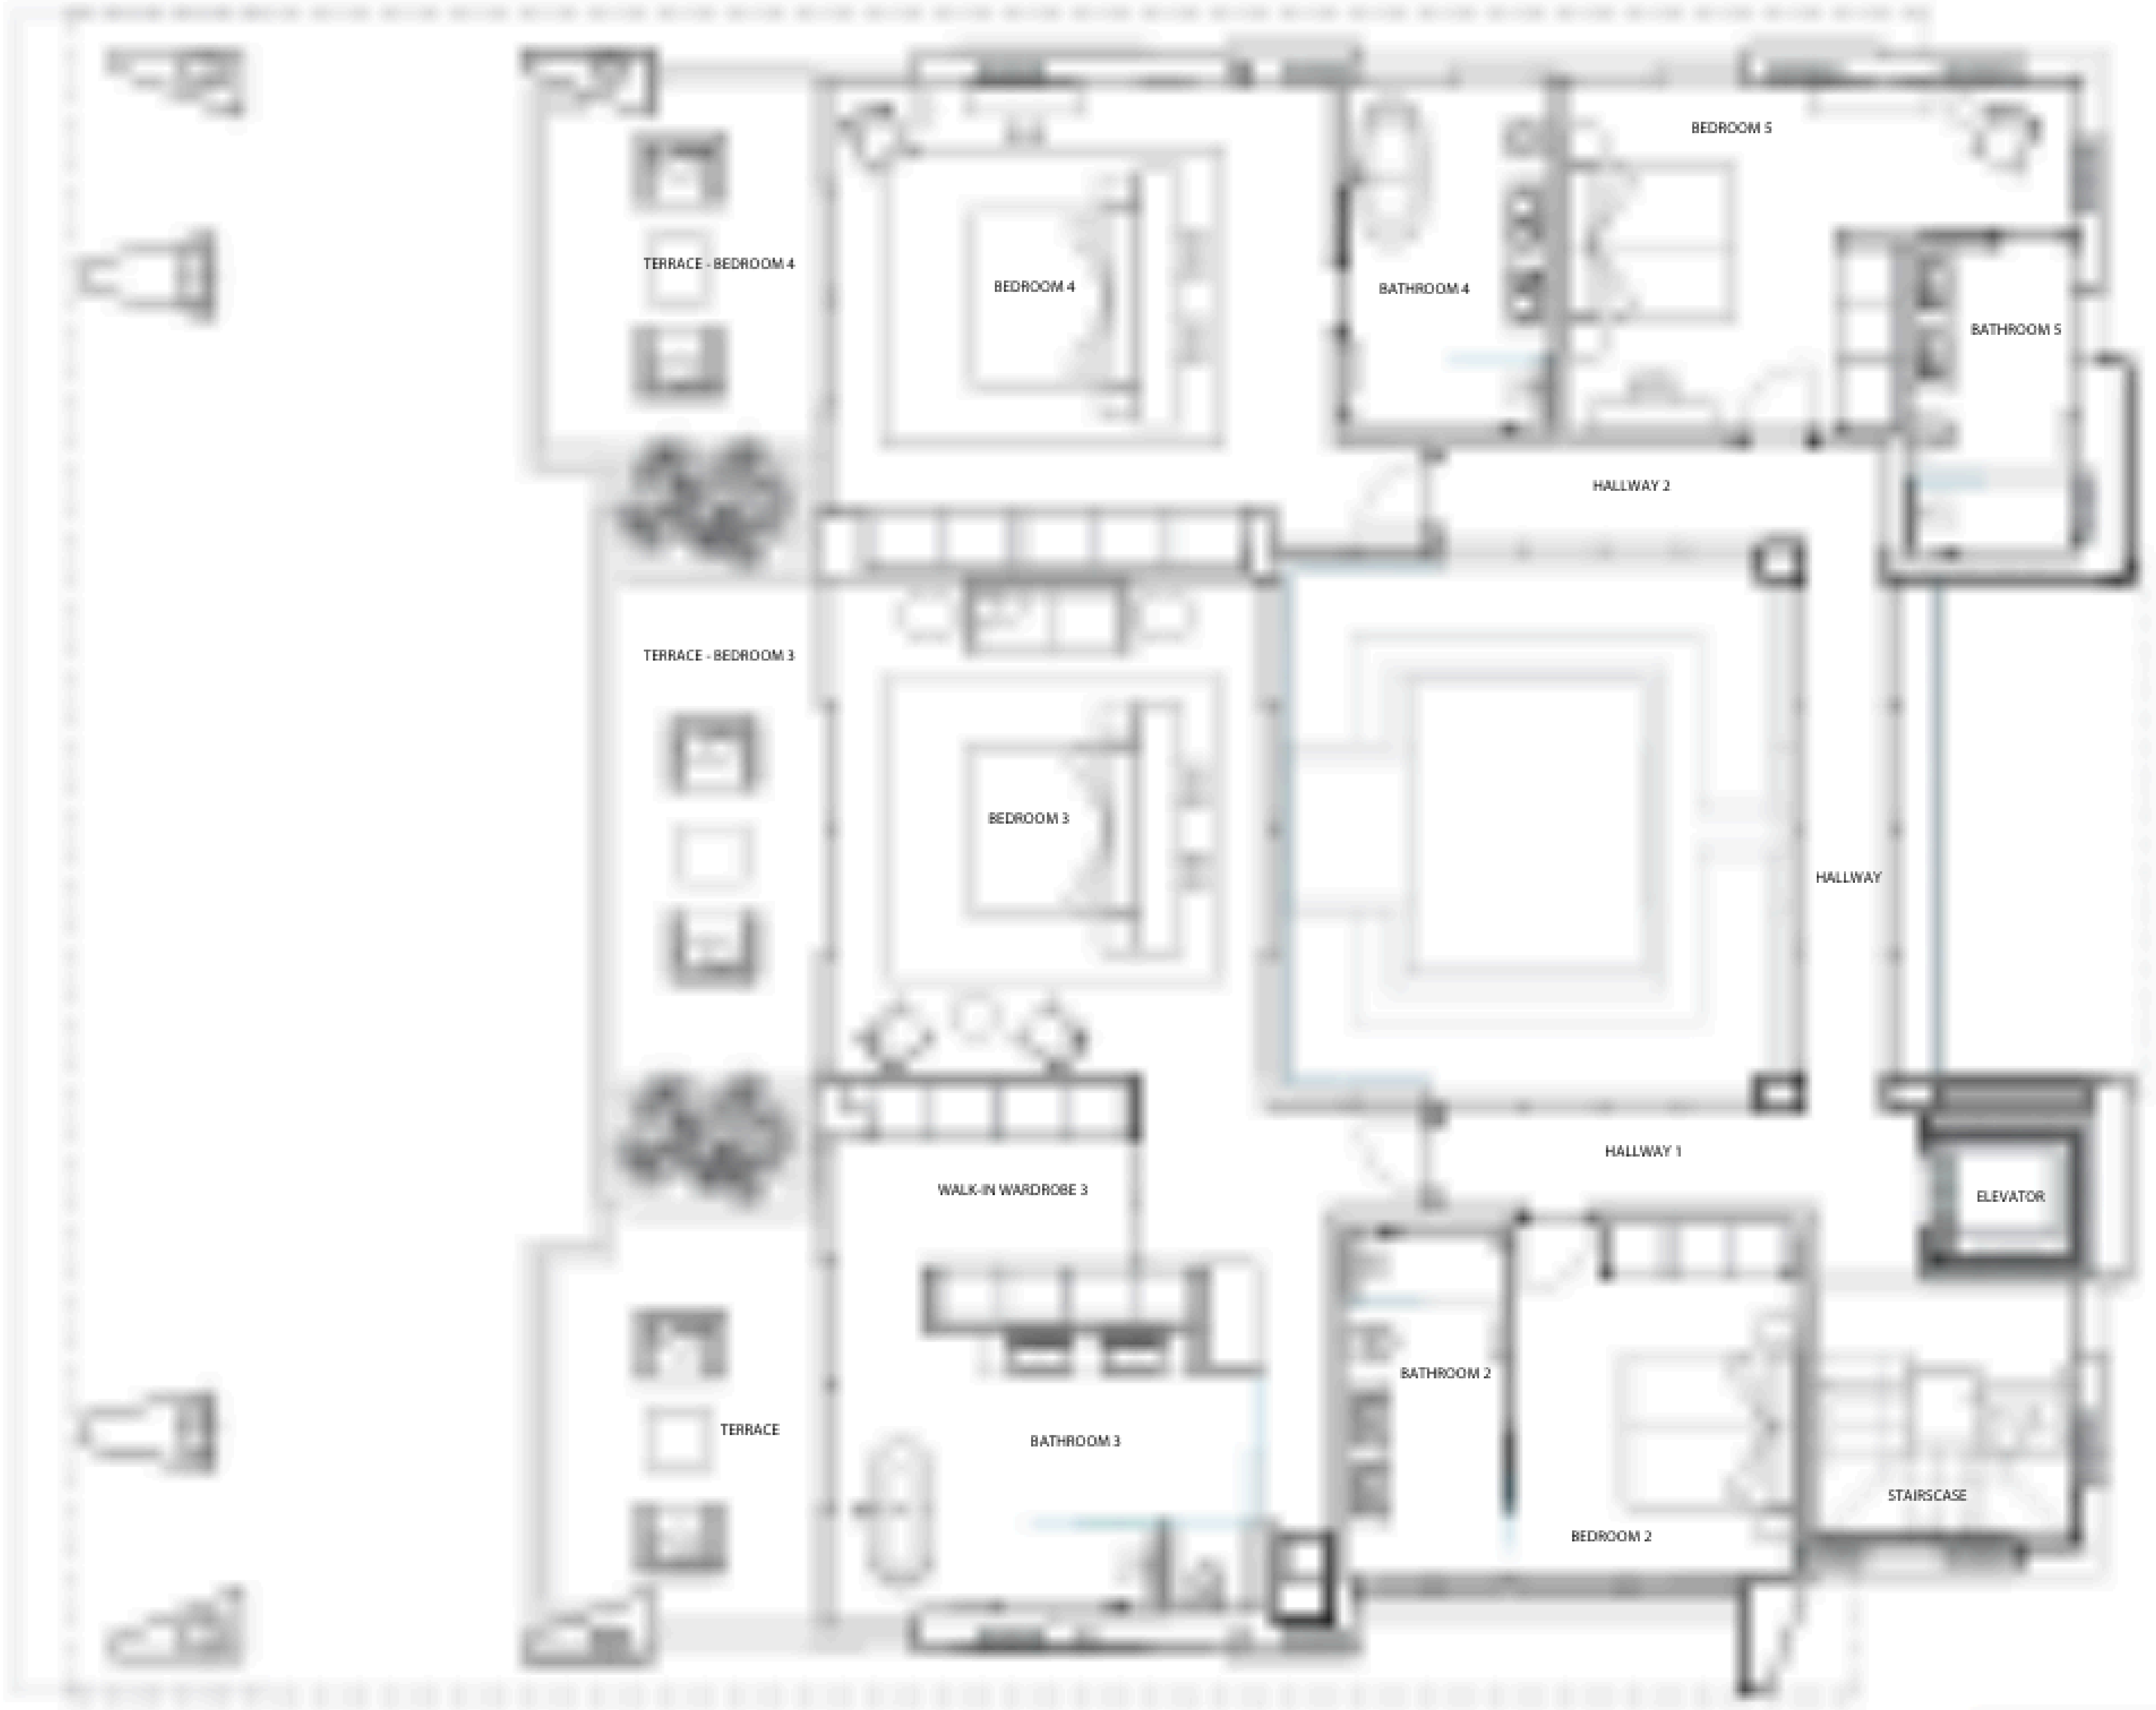 BEDROOM 5
TERRACE - BEDROOM 4
BEDROOM 4
BATHROOM 4
BATHROOM 5
HALLWAY 2
TERRACE - BEDROOM 3
BEDROOM 3
HALLWAY
HALLWAY 1
WALK-IN WARDROBE 3
ELEVATOR
BATHROOM 2
TERRACE
BATHROOM 3
STAIRSCASE
BEDROOM 2